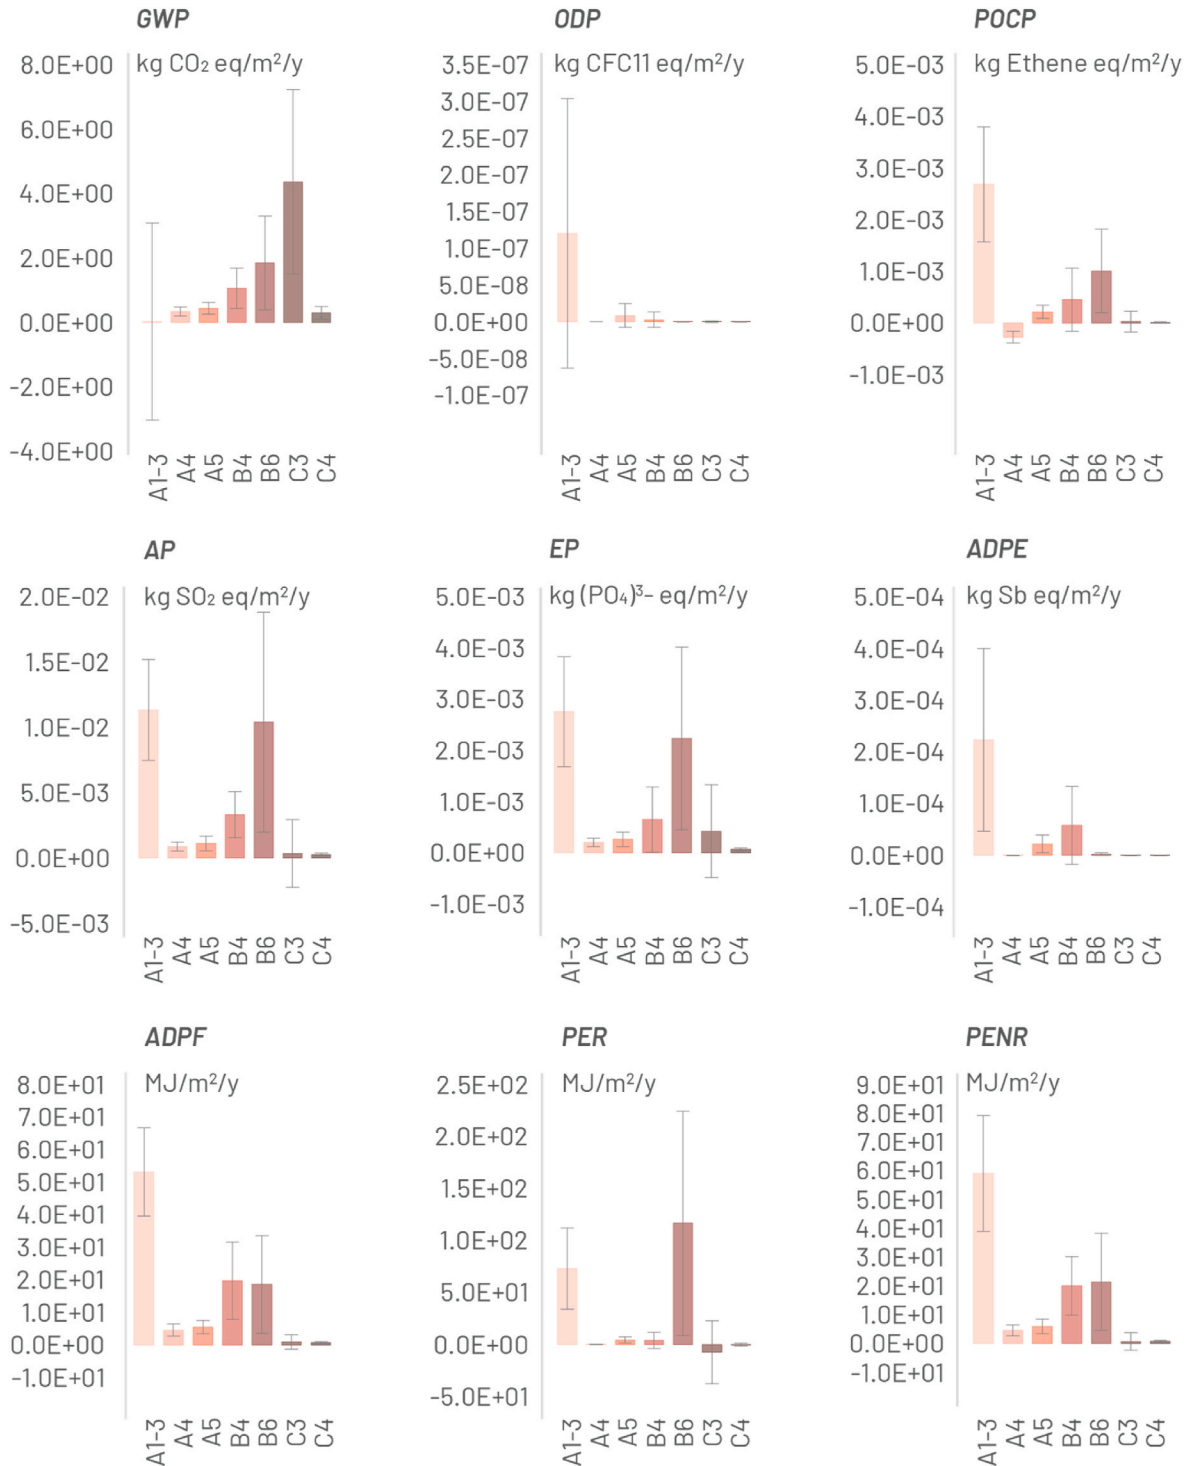 GWP
kg CO₂ eq/m²/y
8.0E+00
6.0E+00
4.0E+00
2.0E+00
0.0E+00
-2.0E+00
-4.0E+00
A1-3 A4 A5 B4 B6 C3 C4
ODP
kg CFC11 eq/m²/y
3.5E-07
3.0E-07
2.5E-07
2.0E-07
1.5E-07
1.0E-07
5.0E-08
0.0E+00
-5.0E-08
-1.0E-07
A1-3 A4 A5 B4 B6 C3 C4
POCP
kg Ethene eq/m²/y
5.0E-03
4.0E-03
3.0E-03
2.0E-03
1.0E-03
0.0E+00
-1.0E-03
A1-3 A4 A5 B4 B6 C3 C4
AP
kg SO₂ eq/m²/y
2.0E-02
1.5E-02
1.0E-02
5.0E-03
0.0E+00
-5.0E-03
A1-3 A4 A5 B4 B6 C3 C4
EP
kg (PO₄)³- eq/m²/y
5.0E-03
4.0E-03
3.0E-03
2.0E-03
1.0E-03
0.0E+00
-1.0E-03
A1-3 A4 A5 B4 B6 C3 C4
ADPE
kg Sb eq/m²/y
5.0E-04
4.0E-04
3.0E-04
2.0E-04
1.0E-04
0.0E+00
-1.0E-04
A1-3 A4 A5 B4 B6 C3 C4
ADPF
MJ/m²/y
8.0E+01
7.0E+01
6.0E+01
5.0E+01
4.0E+01
3.0E+01
2.0E+01
1.0E+01
0.0E+00
-1.0E+01
A1-3 A4 A5 B4 B6 C3 C4
PER
MJ/m²/y
2.5E+02
2.0E+02
1.5E+02
1.0E+02
5.0E+01
0.0E+00
-5.0E+01
A1-3 A4 A5 B4 B6 C3 C4
PENR
MJ/m²/y
9.0E+01
8.0E+01
7.0E+01
6.0E+01
5.0E+01
4.0E+01
3.0E+01
2.0E+01
1.0E+01
0.0E+00
-1.0E+01
A1-3 A4 A5 B4 B6 C3 C4